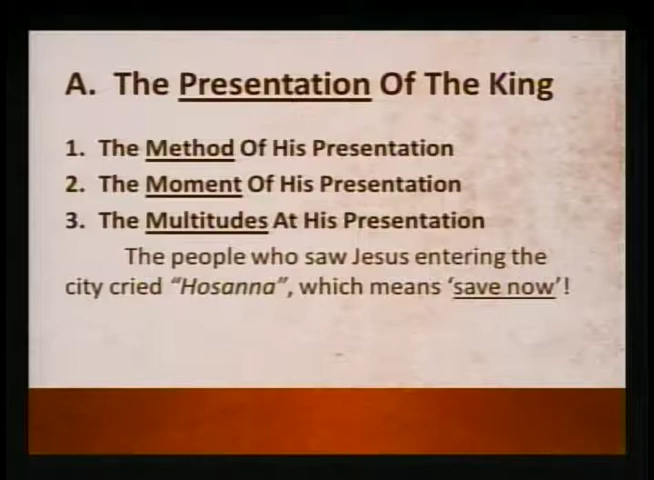 A. The Presentation Of The King
1. The Method Of His Presentation
2. The Moment Of His Presentation
3. The Multitudes At His Presentation
The people who saw Jesus entering the
city cried “Hosanna”, which means ‘save now’!